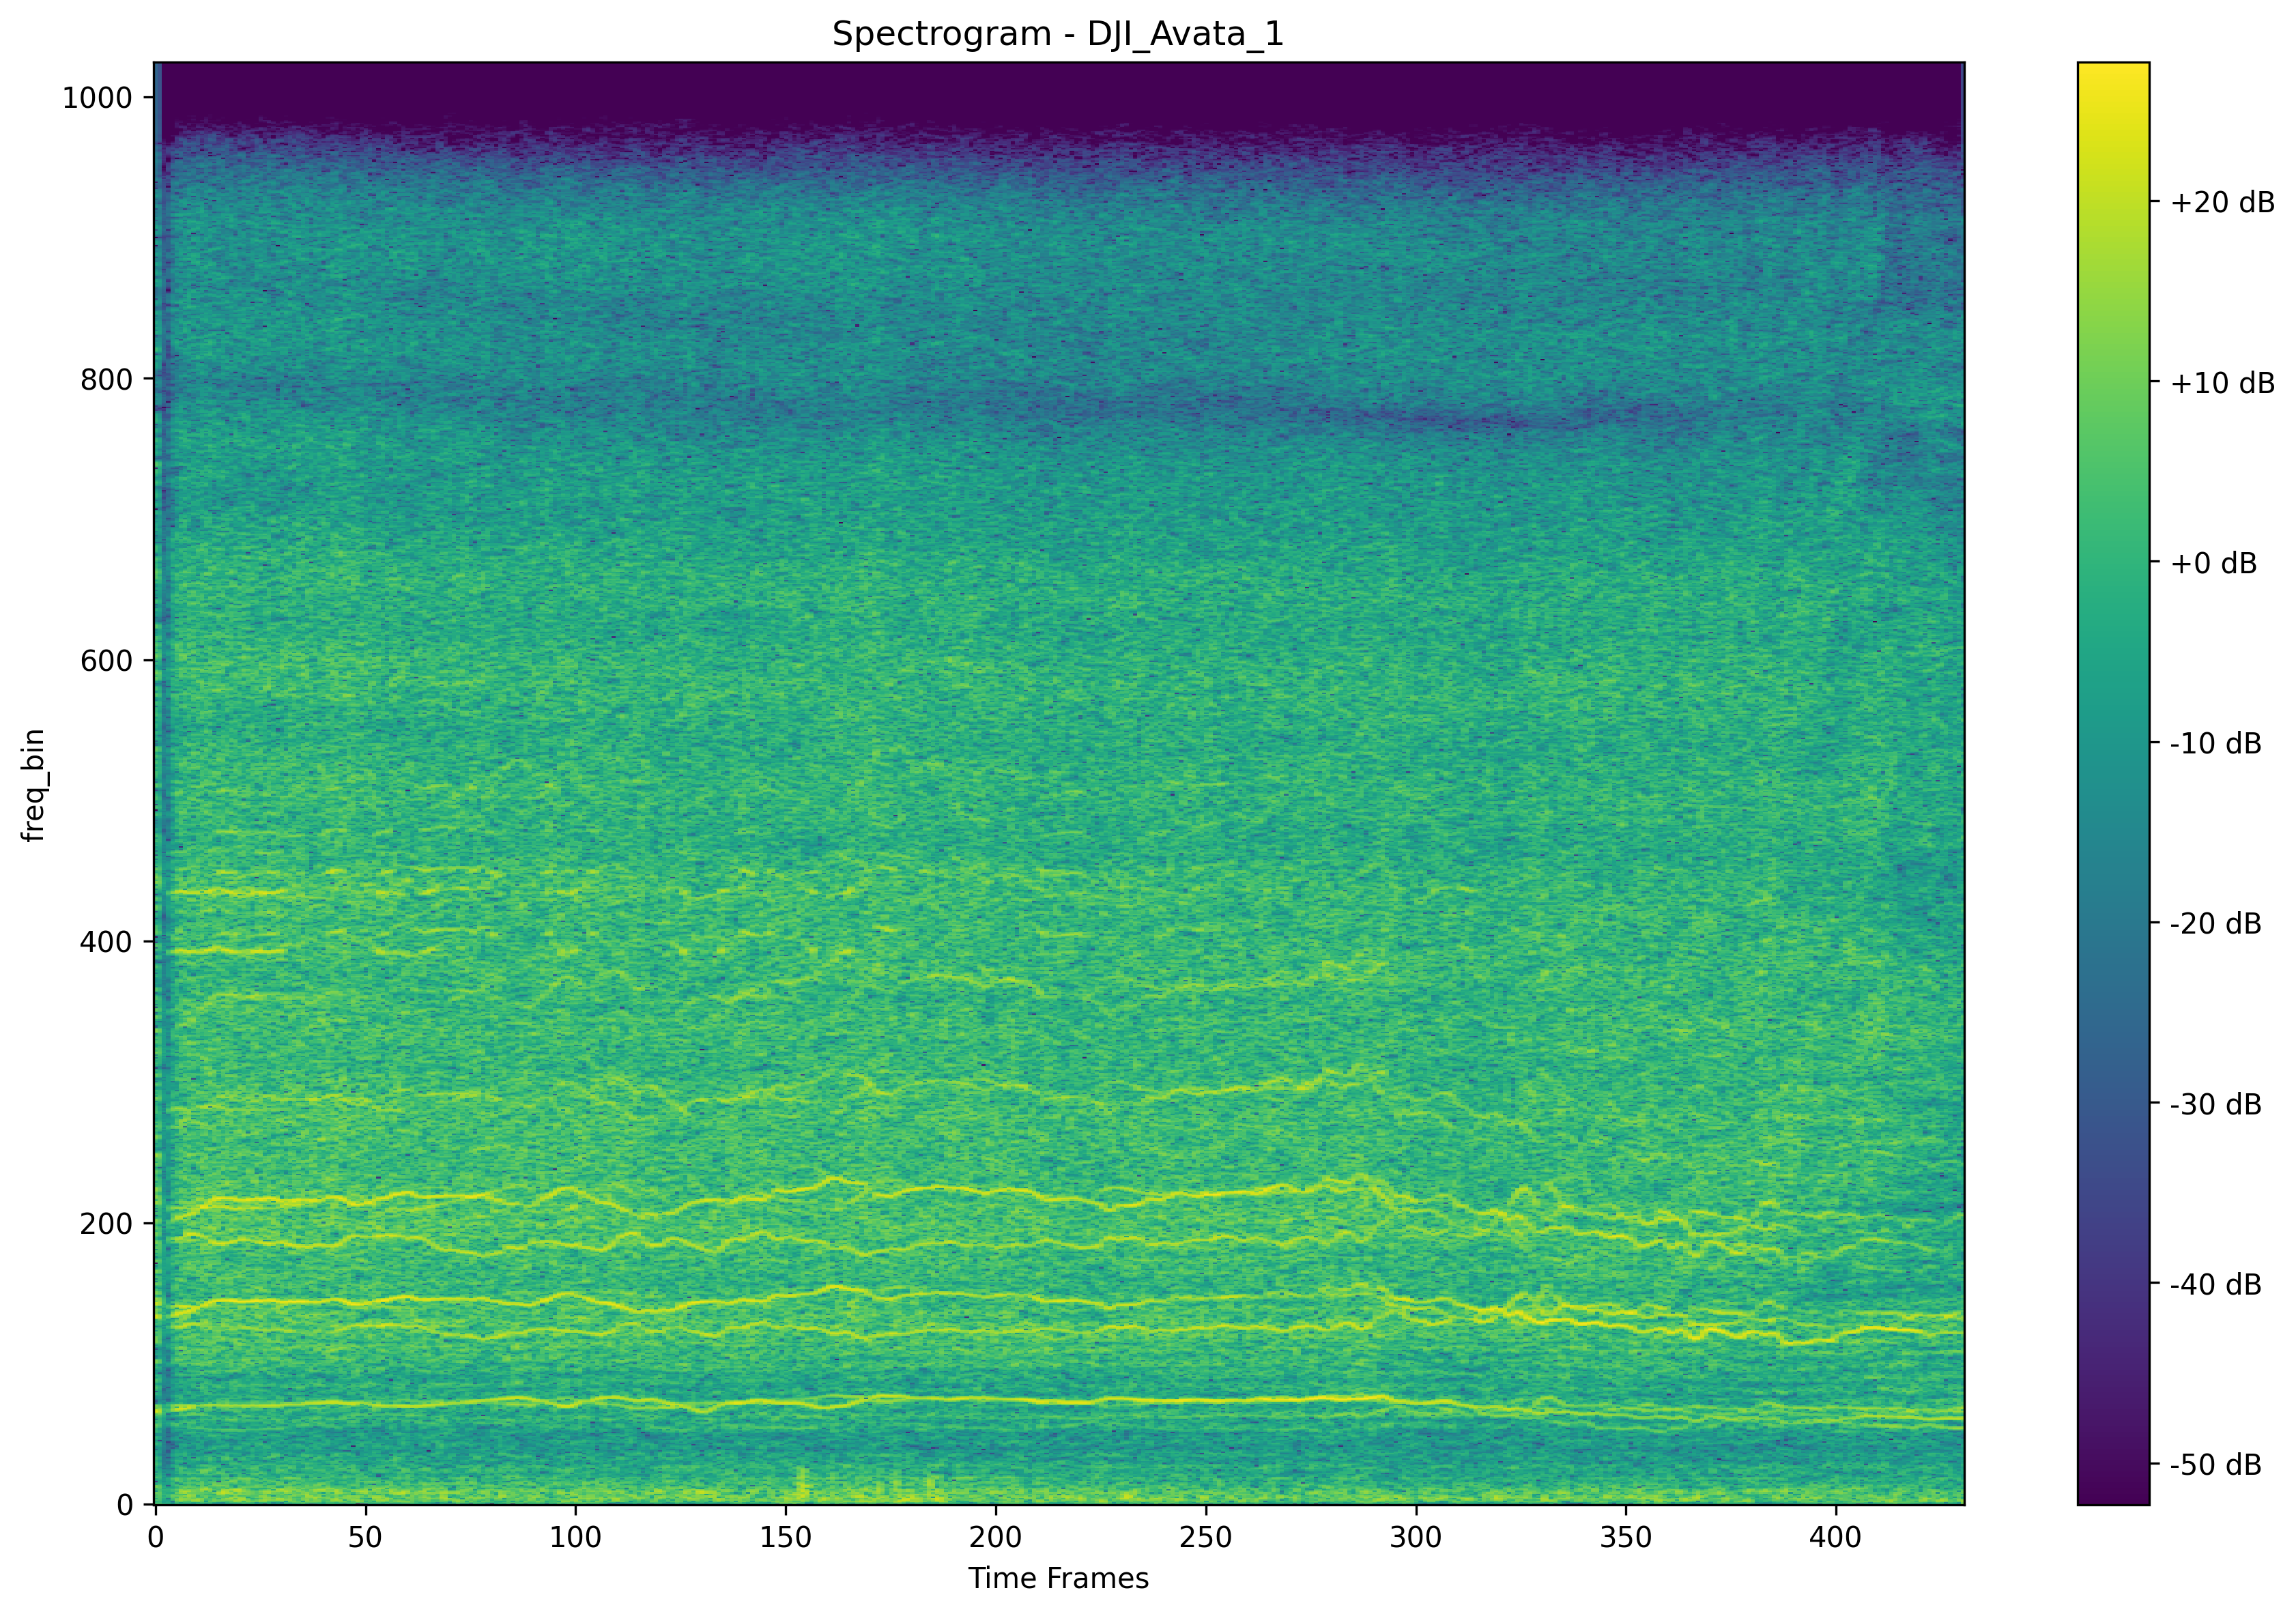 Spectrogram - DJI_Avata_1
1000
800
600
400
200
0
freq_bin
0 50 100 150 200 250 300 350 400
Time Frames
+20 dB
+10 dB
+0 dB
-10 dB
-20 dB
-30 dB
-40 dB
-50 dB